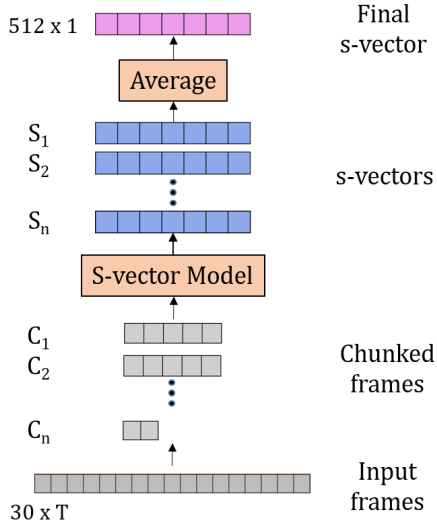 512 x 1
Final
s-vector
Average
S1
S2
s-vectors
Sn
S-vector Model
C1
C2
Chunked
frames
Cn
Input
frames
30 x T